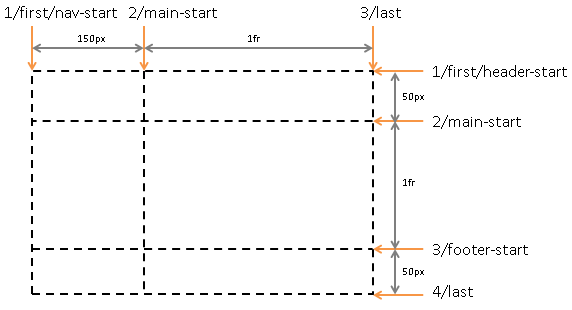 1/first/nav-start 2/main-start 3/last
150px 1fr
1/first/header-start
50px
2/main-start
1fr
3/footer-start
50px
4/last